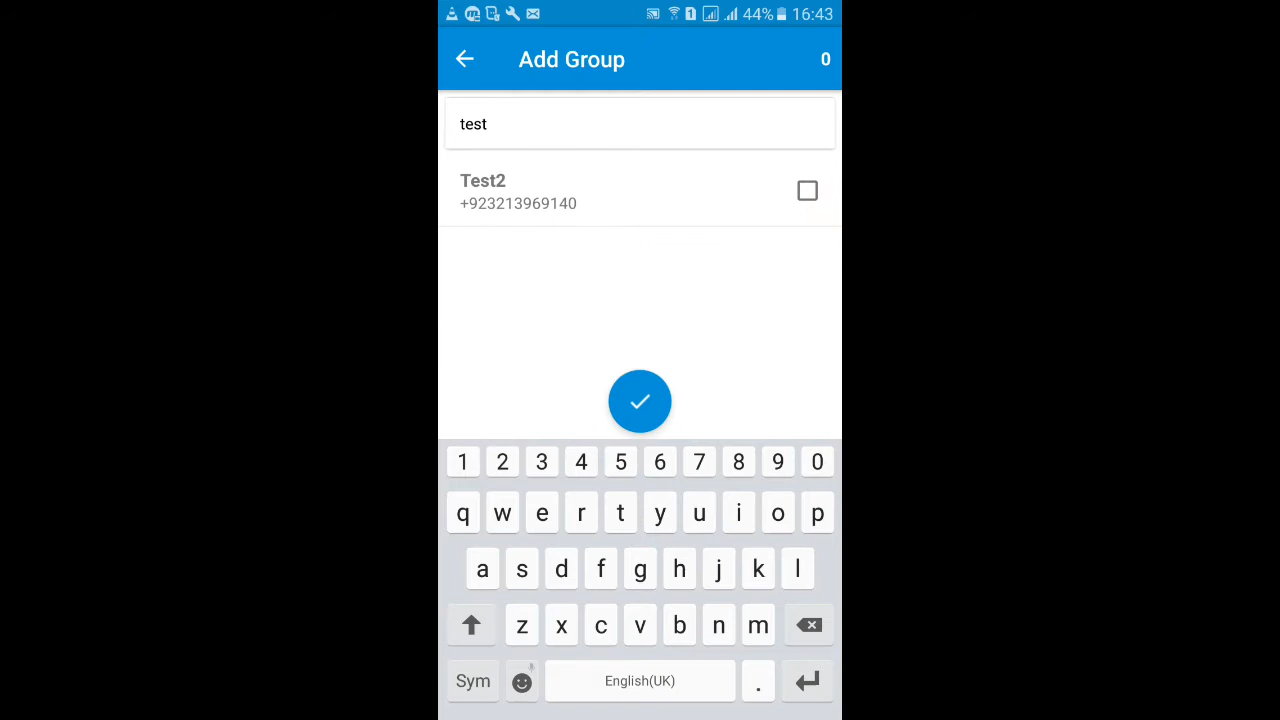 1 44% 16:43
Add Group 0
test
Test2
+923213969140
1 2 3 4 5 6 7 8 9 0
q w e r t y u i o p
a s d f g h j k l
z x c v b n m
Sym English(UK) .